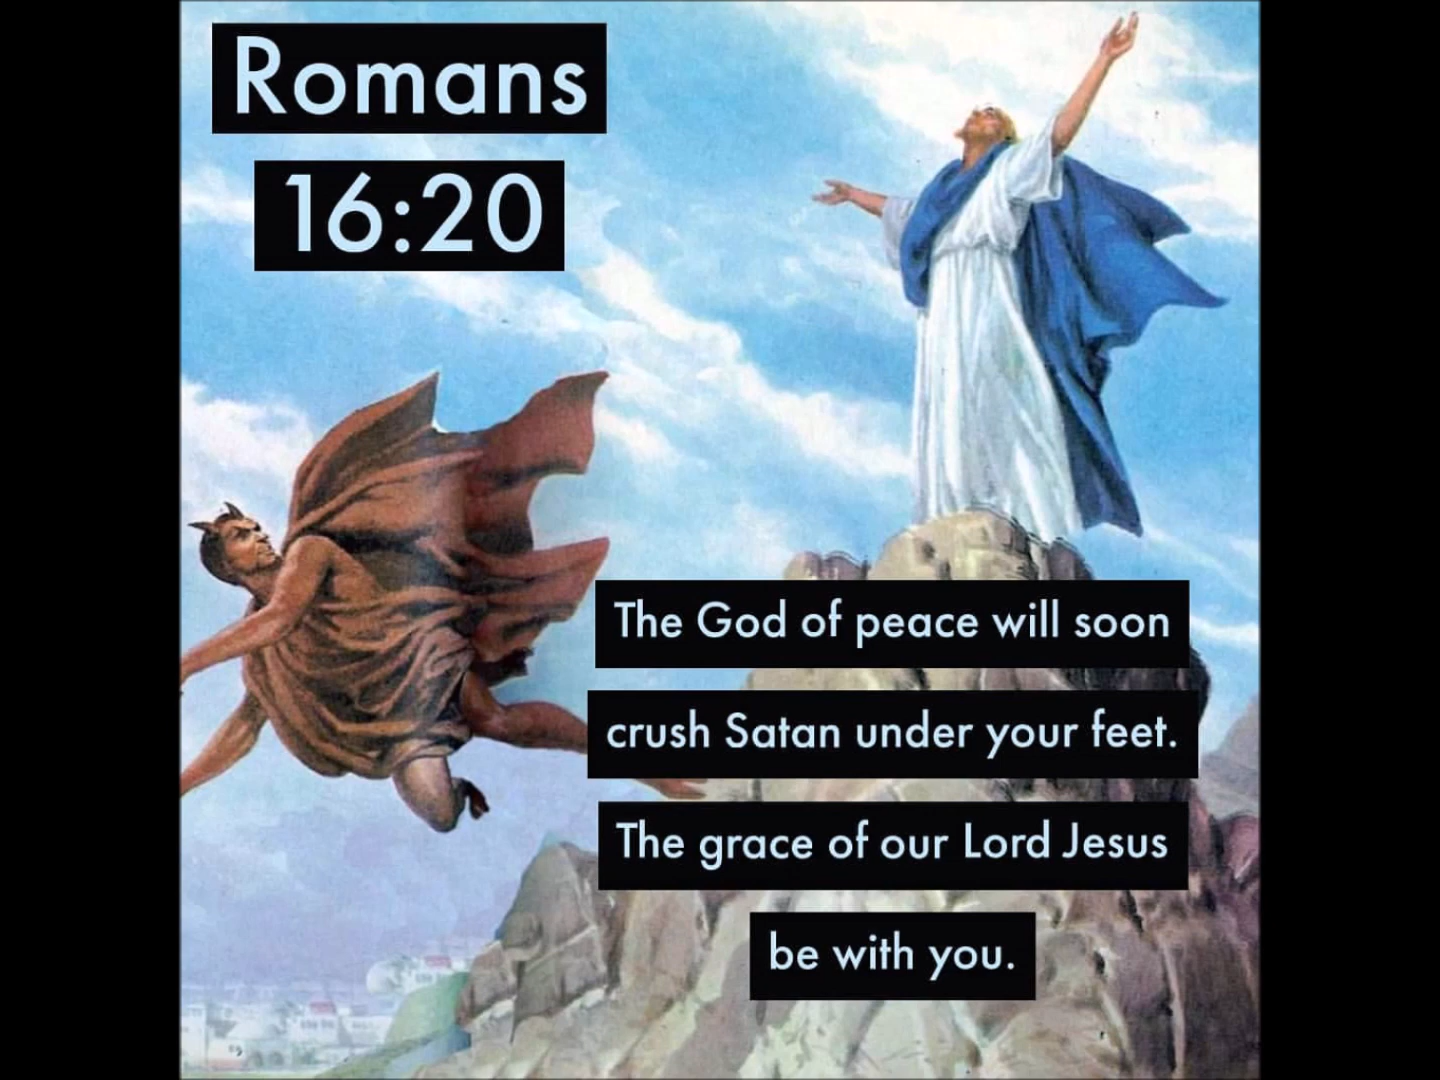 Romans
16:20
The God of peace will soon
crush Satan under your feet.
The grace of our Lord Jesus
be with you.